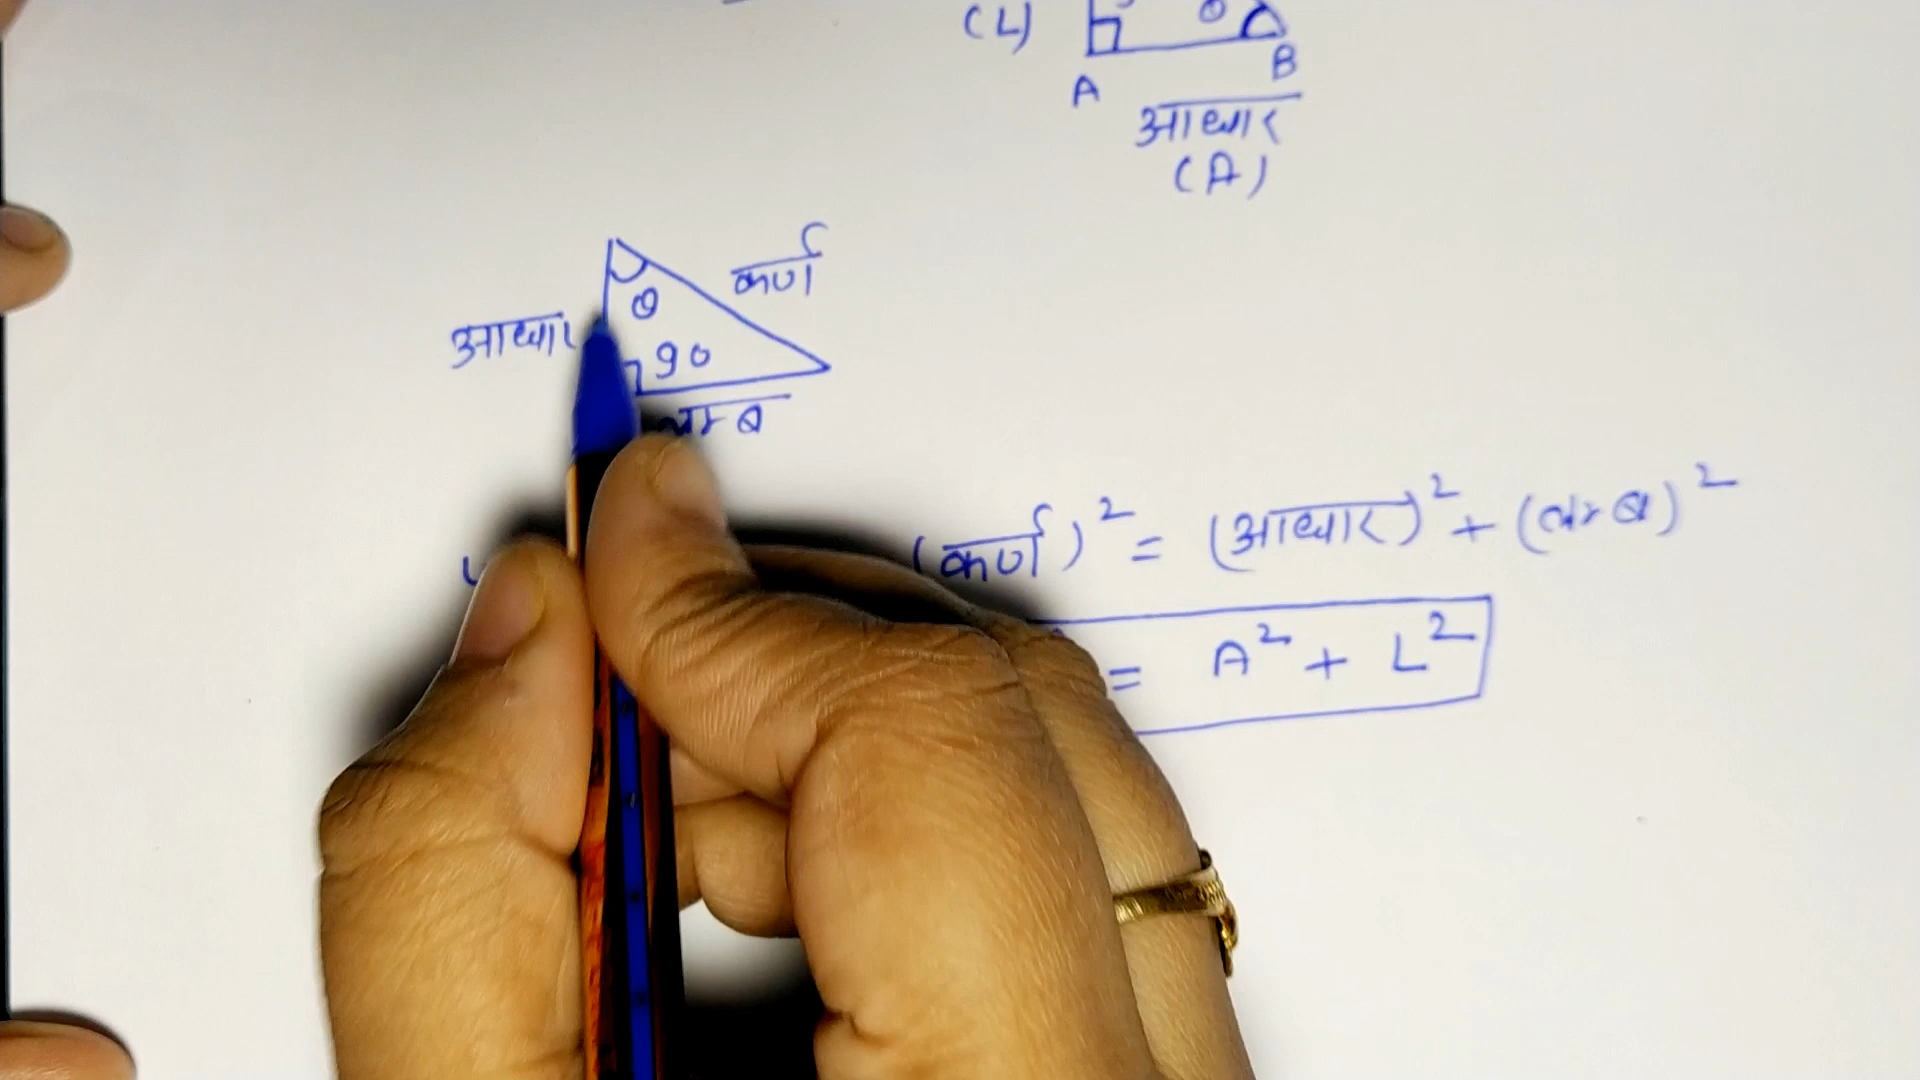 (L) θ
A B
आधार
(A)
कर्ण
θ
आधार
90
लम्ब
(कर्ण)² = (आधार)² + (लम्ब)²
= A² + L²